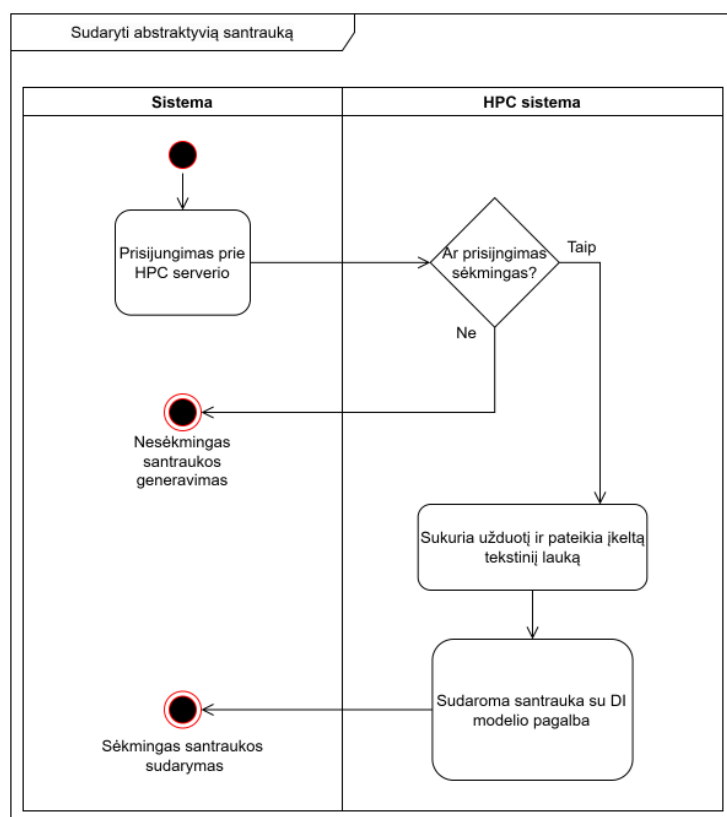 Sudaryti abstraktyvią santrauką
Sistema
HPC sistema
Prisijungimas prie
HPC serverio
Ar prisijngimas
sėkmingas?
Taip
Ne
Nesėkmingas
santraukos
generavimas
Sukuria užduotį ir pateikia įkeltą
tekstinį lauką
Sudaroma santrauka su DI
modelio pagalba
Sėkmingas santraukos
sudarymas